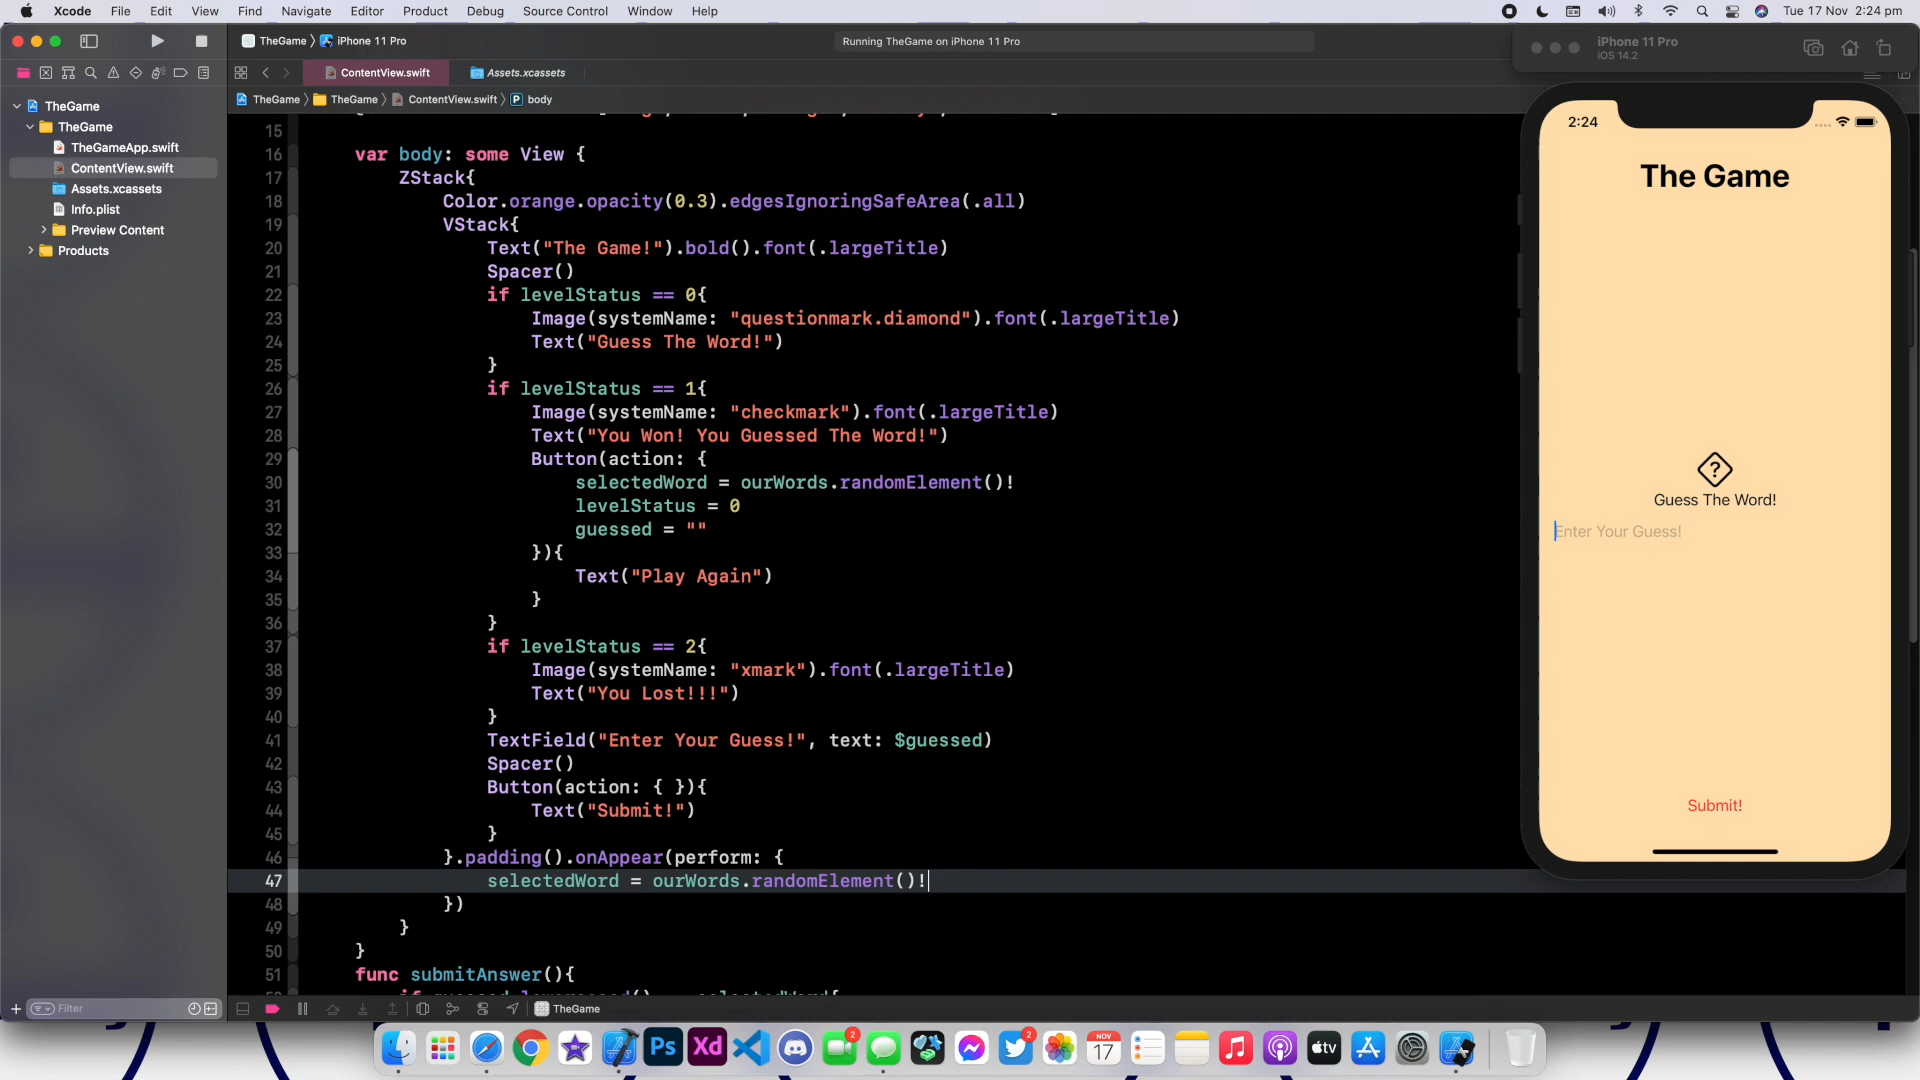 Xcode File Edit View Find Navigate Editor Product Debug Source Control Window Help Tue 17 Nov 2:24 pm
TheGame iPhone 11 Pro Running TheGame on iPhone 11 Pro
iPhone 11 Pro
iOS 14.2
ContentView.swift Assets.xcassets
TheGame TheGame ContentView.swift P body
TheGame
TheGame
TheGameApp.swift
ContentView.swift
Assets.xcassets
Info.plist
Preview Content
Products
15
16 var body: some View {
17 ZStack{
18 Color.orange.opacity(0.3).edgesIgnoringSafeArea(.all)
19 VStack{
20 Text("The Game!").bold().font(.largeTitle)
21 Spacer()
22 if levelStatus == 0{
23 Image(systemName: "questionmark.diamond").font(.largeTitle)
24 Text("Guess The Word!")
25 }
26 if levelStatus == 1{
27 Image(systemName: "checkmark").font(.largeTitle)
28 Text("You Won! You Guessed The Word!")
29 Button(action: {
30 selectedWord = ourWords.randomElement()!
31 levelStatus = 0
32 guessed = ""
33 }){
34 Text("Play Again")
35 }
36 }
37 if levelStatus == 2{
38 Image(systemName: "xmark").font(.largeTitle)
39 Text("You Lost!!!")
40 }
41 TextField("Enter Your Guess!", text: $guessed)
42 Spacer()
43 Button(action: { }){
44 Text("Submit!")
45 }
46 }.padding().onAppear(perform: {
47 selectedWord = ourWords.randomElement()!
48 })
49 }
50 }
51 func submitAnswer(){
2:24
The Game
?
Guess The Word!
Enter Your Guess!
Submit!
Filter
TheGame
Ps Xd 2 2 NOV 17 tv